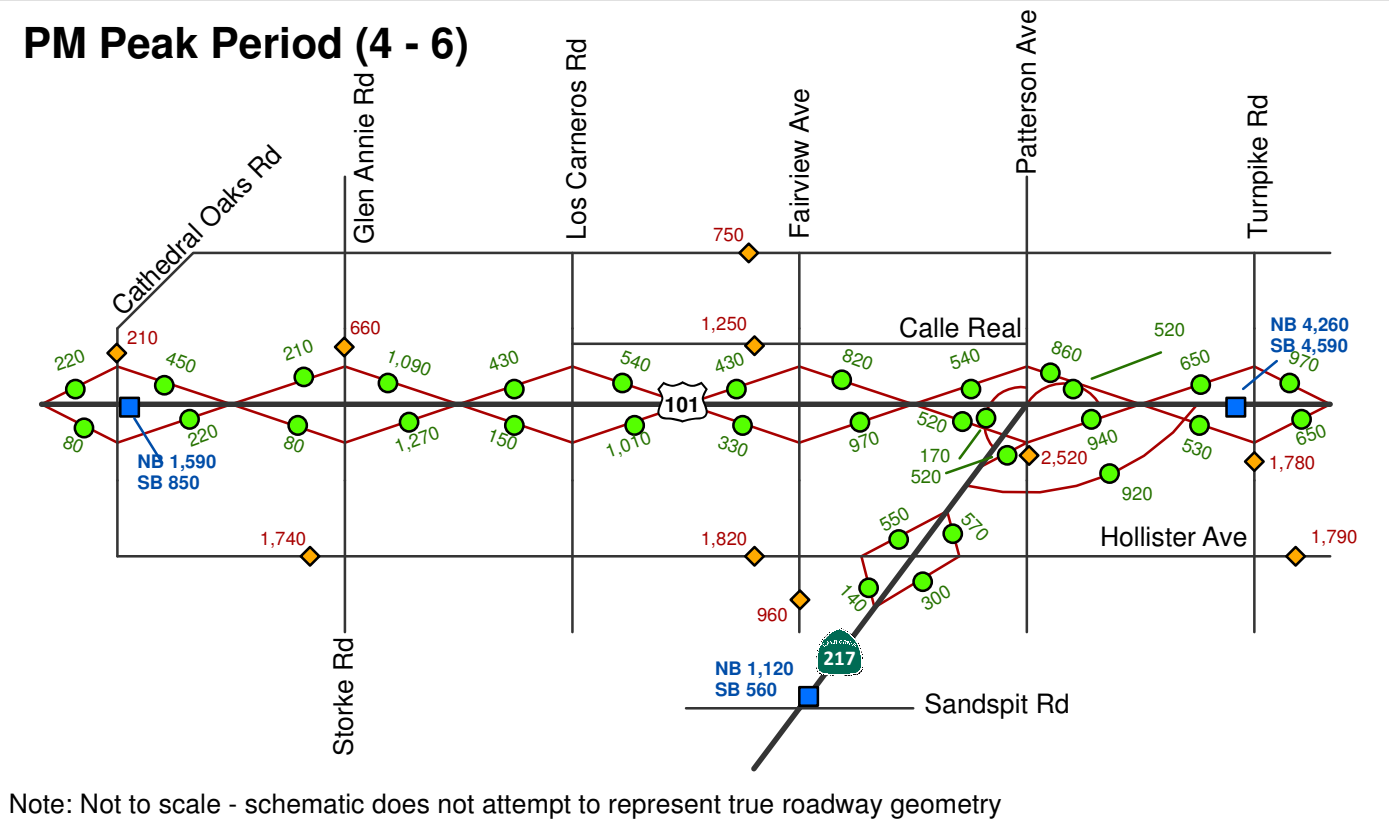 PM Peak Period (4 - 6)
Cathedral Oaks Rd
Glen Annie Rd
Los Carneros Rd
Fairview Ave
Patterson Ave
Turnpike Rd
750
1,250
Calle Real
520
NB 4,260
SB 4,590
210
660
220
450
210
1,090
430
540
430
820
540
860
650
970
101
80
220
80
1,270
150
1,010
330
970
520
170
520
2,520
940
530
650
1,780
920
NB 1,590
SB 850
1,740
1,820
550
570
Hollister Ave
1,790
140
300
960
217
NB 1,120
SB 560
Sandspit Rd
Storke Rd
Note: Not to scale - schematic does not attempt to represent true roadway geometry